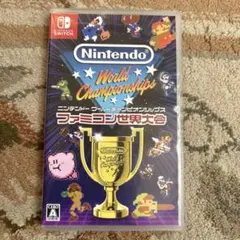 NINTENDO
SWITCH
Nintendo
World
Championships
ニンテンドー ワールド チャンピオンシップス
ファミコン世界大会
A